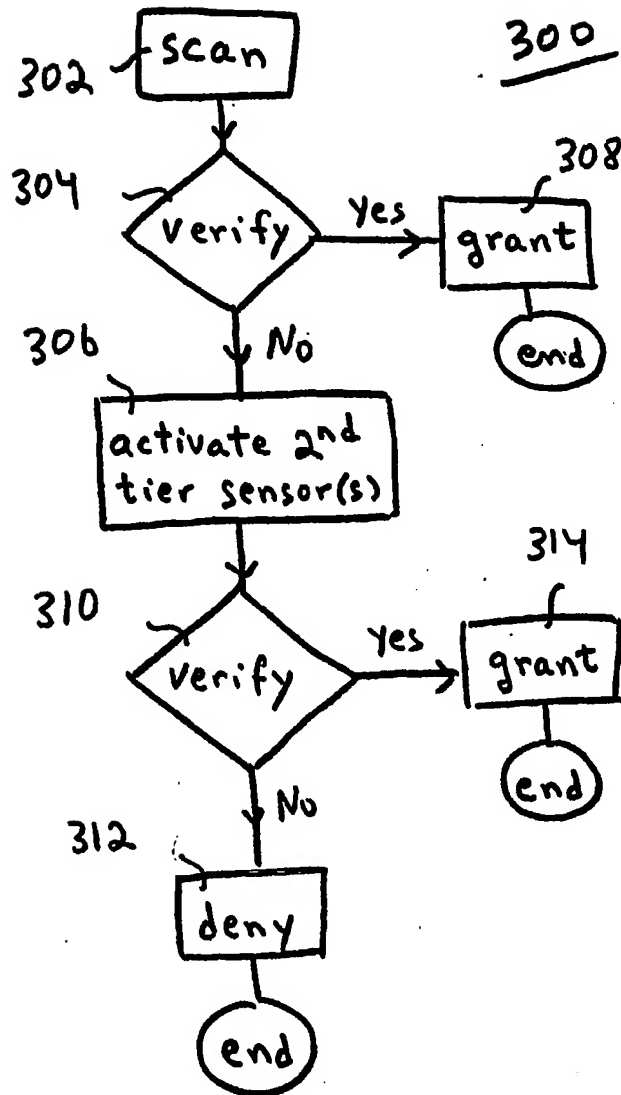 300
302
scan
304
verify
Yes
308
grant
end
No
306
activate 2nd
tier sensor(s)
310
verify
Yes
314
grant
end
No
312
deny
end